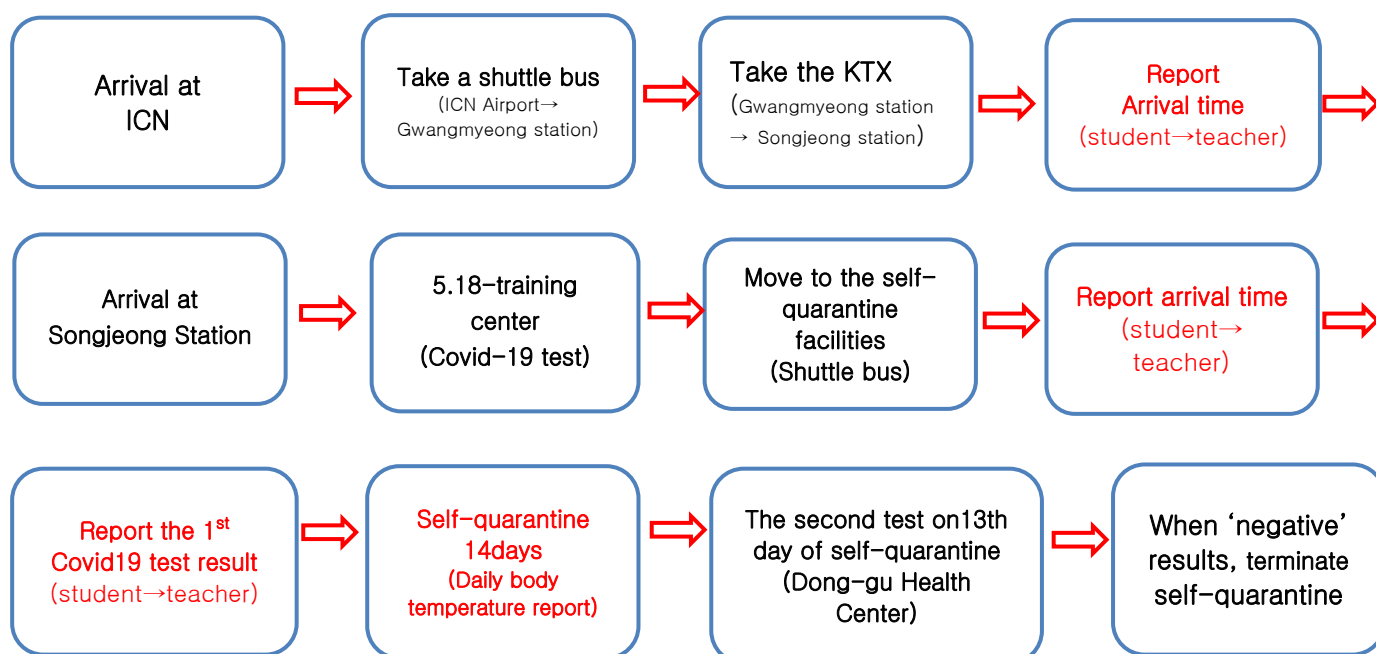 Arrival at
ICN
Take a shuttle bus
(ICN Airport→
Gwangmyeong station)
Take the KTX
(Gwangmyeong station
→ Songjeong station)
Report
Arrival time
(student→teacher)
Arrival at
Songjeong Station
5.18-training
center
(Covid-19 test)
Move to the self-
quarantine
facilities
(Shuttle bus)
Report arrival time
(student→
teacher)
Report the 1st
Covid19 test result
(student→teacher)
Self-quarantine
14days
(Daily body
temperature report)
The second test on13th
day of self-quarantine
(Dong-gu Health
Center)
When ‘negative’
results, terminate
self-quarantine